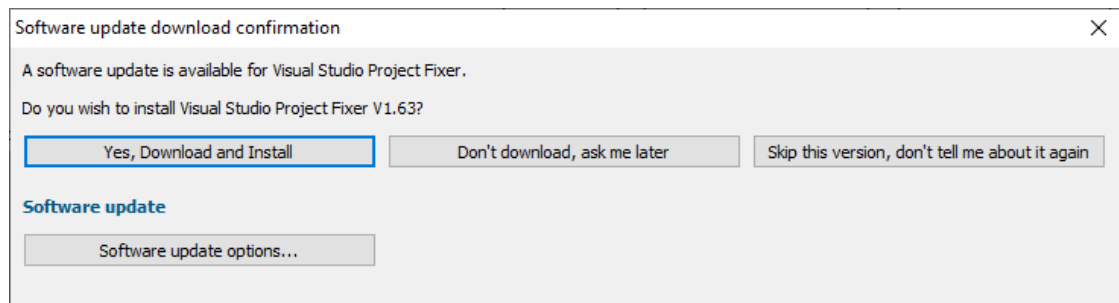 Software update download confirmation
A software update is available for Visual Studio Project Fixer.
Do you wish to install Visual Studio Project Fixer V1.63?
Yes, Download and Install
Don't download, ask me later
Skip this version, don't tell me about it again
Software update
Software update options...